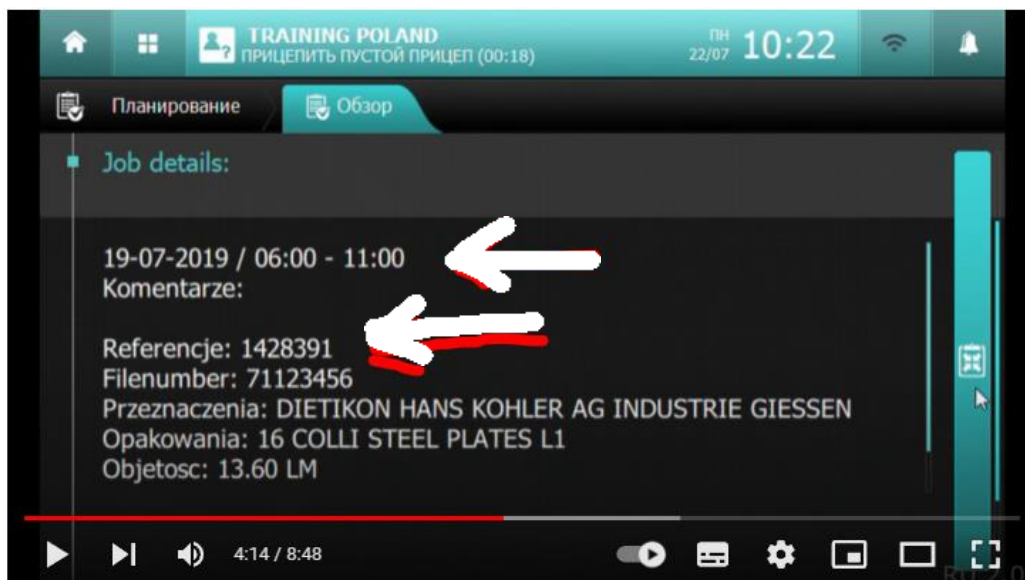 TRAINING POLAND
ПРИЦЕПИТЬ ПУСТОЙ ПРИЦЕП (00:18)
ПН
22/07
10:22
Планирование
Обзор
Job details:
19-07-2019 / 06:00 - 11:00
Komentarze:
Referencje: 1428391
Filenumber: 71123456
Przeznaczenia: DIETIKON HANS KOHLER AG INDUSTRIE GIESSEN
Opakowania: 16 COLLI STEEL PLATES L1
Objetosc: 13.60 LM
4:14 / 8:48